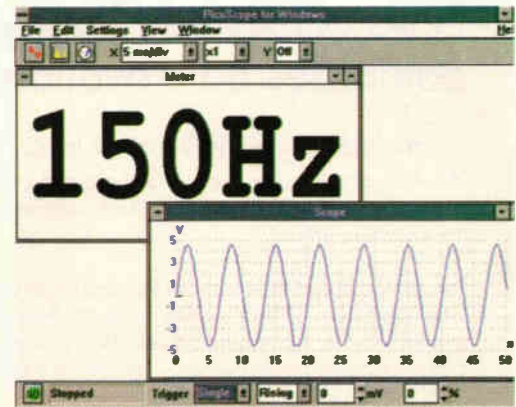 PicoScope for Windows
File Edit Settings View Window Hel
X 5 ms/div x1 Y Off
Meter
150Hz
Scope
V
5
3
1
-1
-3
-5
0 5 10 15 20 25 30 35 40 45 50
Stopped Trigger Single Rising 0 mV 0 %